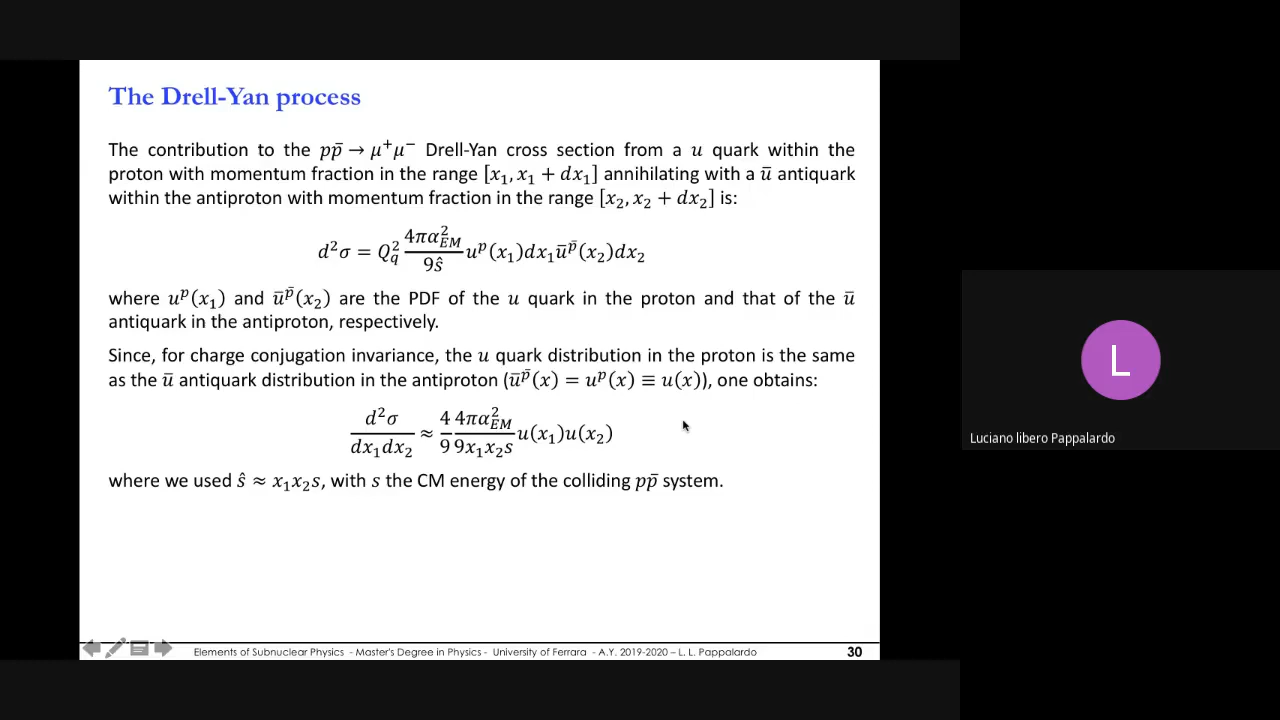 The Drell-Yan process
The contribution to the pp̄ → μ⁺μ⁻ Drell-Yan cross section from a u quark within the
proton with momentum fraction in the range [x₁, x₁ + dx₁] annihilating with a ū antiquark
within the antiproton with momentum fraction in the range [x₂, x₂ + dx₂] is:
d²σ = Q_q² 4πα_EM²/9ŝ u^p(x₁)dx₁ū^p̄(x₂)dx₂
where u^p(x₁) and ū^p̄(x₂) are the PDF of the u quark in the proton and that of the ū
antiquark in the antiproton, respectively.
Since, for charge conjugation invariance, the u quark distribution in the proton is the same
as the ū antiquark distribution in the antiproton (ū^p̄(x) = u^p(x) ≡ u(x)), one obtains:
d²σ/dx₁dx₂ ≈ 4/9 4πα_EM²/9x₁x₂s u(x₁)u(x₂)
where we used ŝ ≈ x₁x₂s, with s the CM energy of the colliding pp̄ system.
Elements of Subnuclear Physics - Master's Degree in Physics - University of Ferrara - A.Y. 2019-2020 – L. L. Pappalardo
30
L
Luciano libero Pappalardo